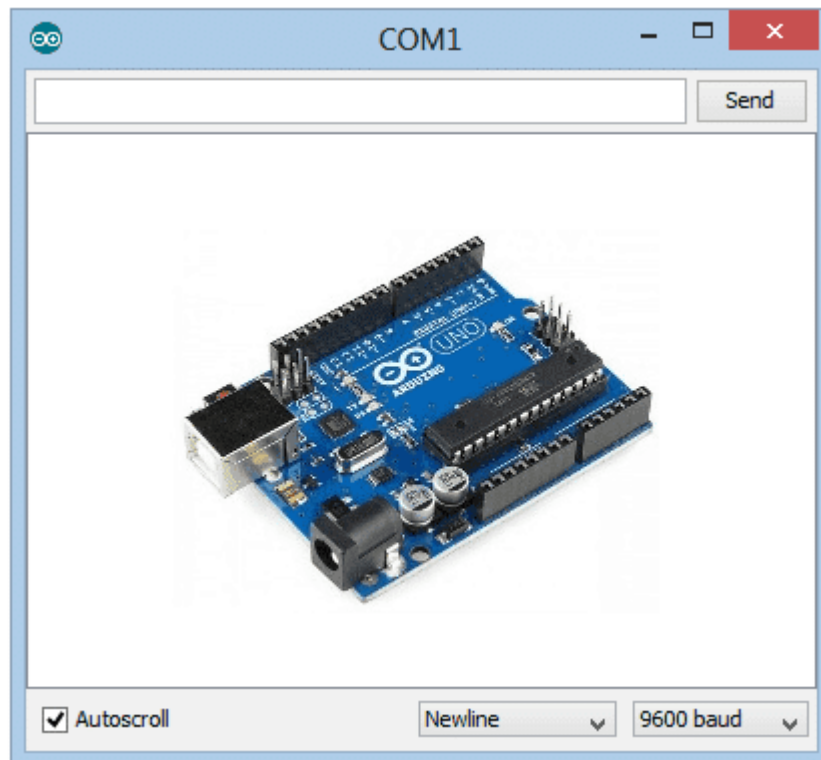 COM1
Send
UNO
ARDUINO
Autoscroll
Newline
9600 baud